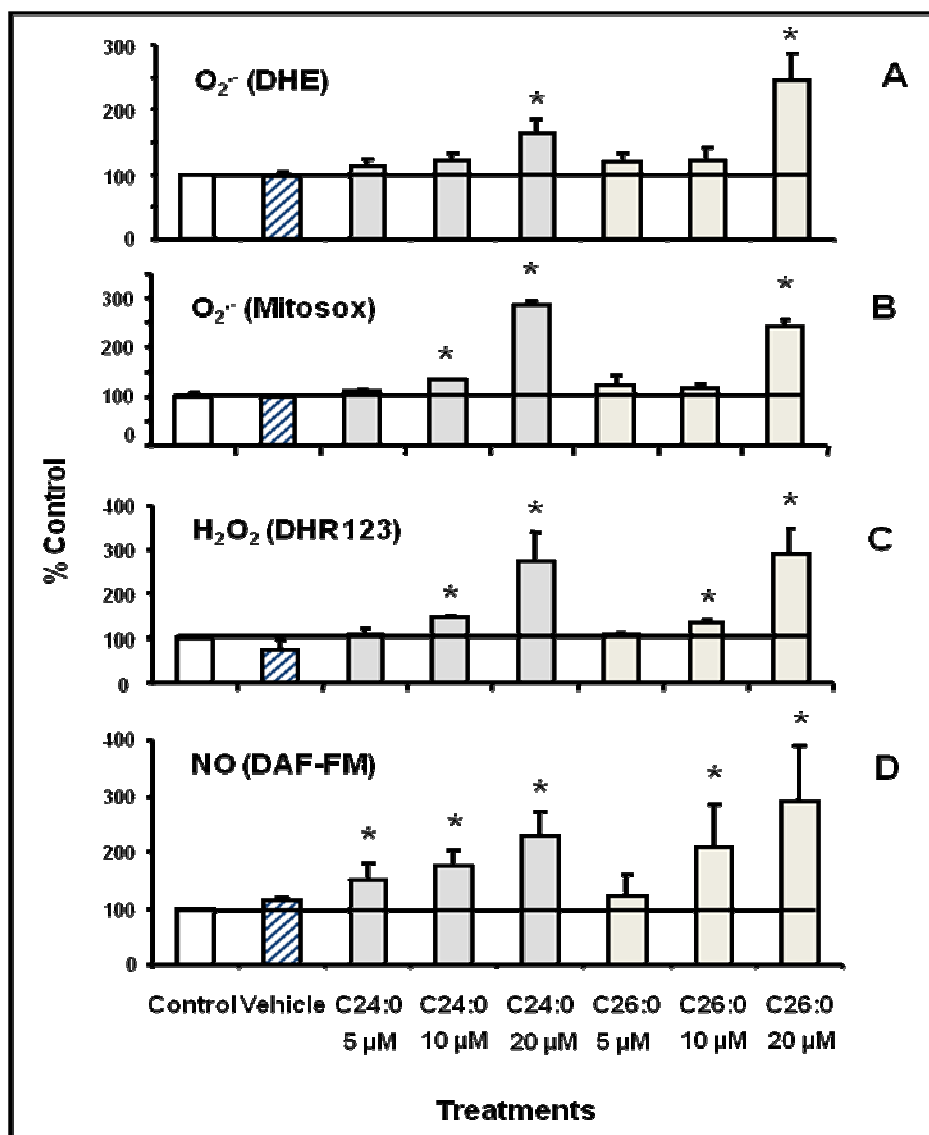 300
200
100
0
O₂·⁻ (DHE)
*
*
A
300
200
100
0
O₂·⁻ (Mitosox)
*
*
*
B
% Control
400
300
200
100
0
H₂O₂ (DHR 123)
*
*
*
*
C
400
300
200
100
0
NO (DAF-FM)
*
*
*
*
*
D
Control Vehicle C24:0 C24:0 C24:0 C26:0 C26:0 C26:0
5 µM 10 µM 20 µM 5 µM 10 µM 20 µM
Treatments